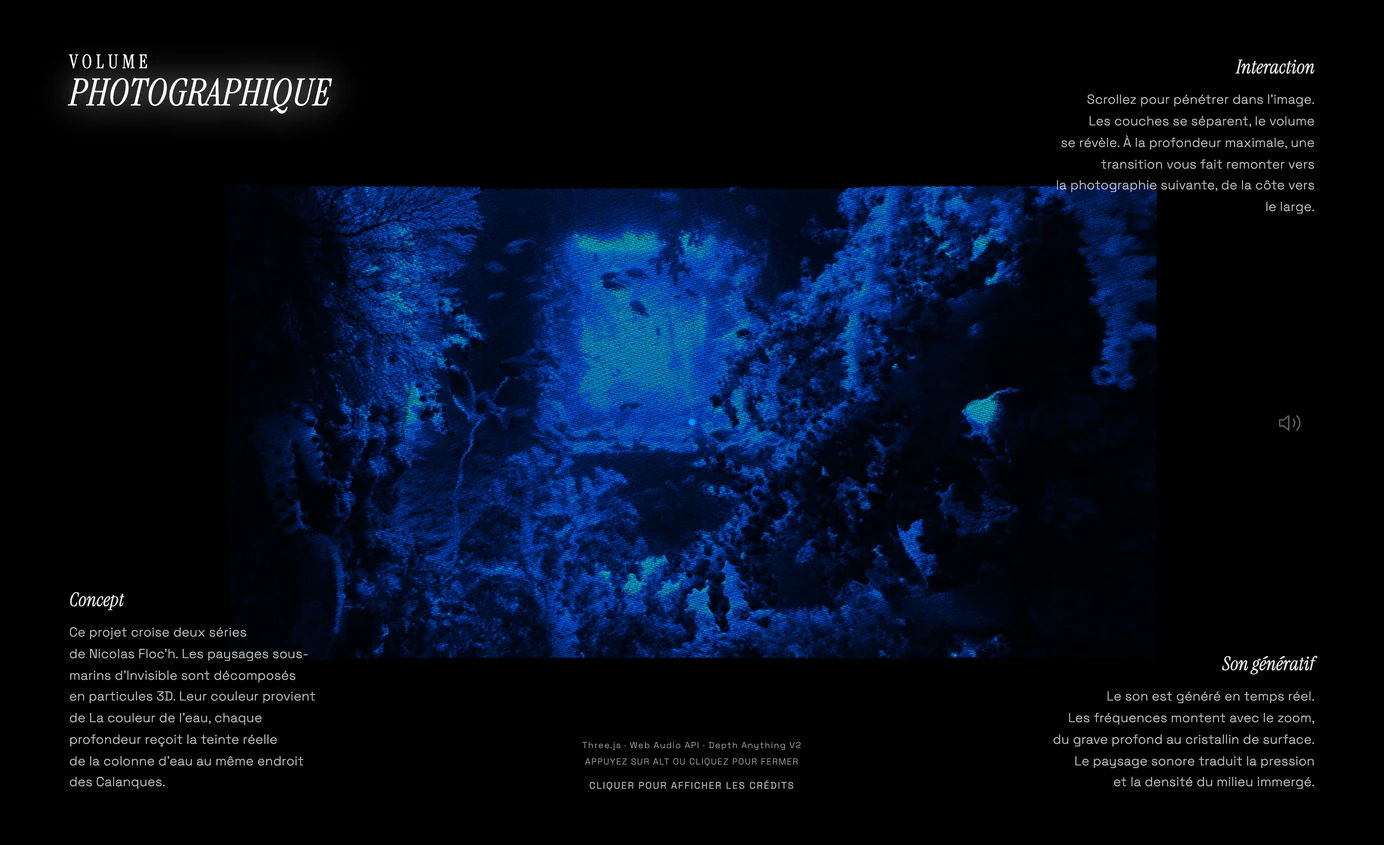 VOLUME
PHOTOGRAPHIQUE
Interaction
Scrollez pour pénétrer dans l'image.
Les couches se séparent, le volume
se révèle. À la profondeur maximale, une
transition vous fait remonter vers
la photographie suivante, de la côte vers
le large.
Concept
Ce projet croise deux séries
de Nicolas Floc'h. Les paysages sous-
marins d'Invisible sont décomposés
en particules 3D. Leur couleur provient
de La couleur de l'eau, chaque
profondeur reçoit la teinte réelle
de la colonne d'eau au même endroit
des Calanques.
Three.js · Web Audio API · Depth Anything V2
APPUYEZ SUR ALT OU CLIQUEZ POUR FERMER
CLIQUER POUR AFFICHER LES CRÉDITS
Son génératif
Le son est généré en temps réel.
Les fréquences montent avec le zoom,
du grave profond au cristallin de surface.
Le paysage sonore traduit la pression
et la densité du milieu immergé.